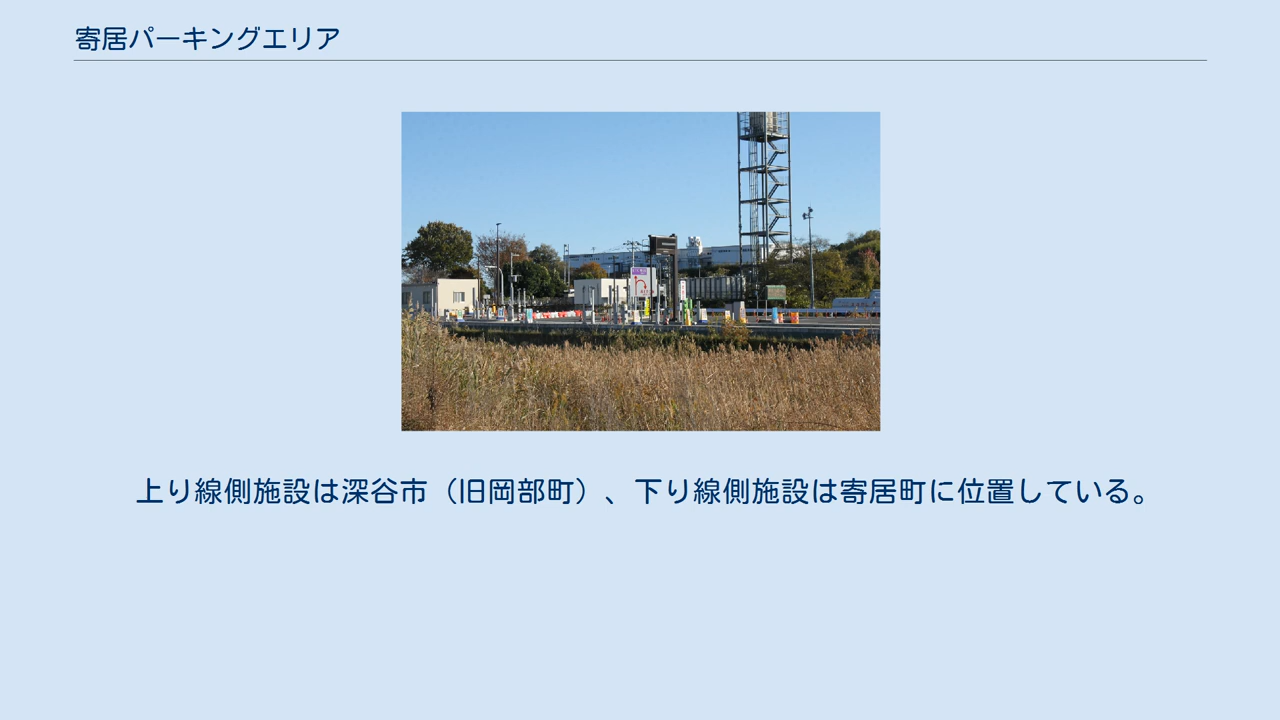 寄居パーキングエリア
上り線側施設は深谷市（旧岡部町）、下り線側施設は寄居町に位置している。